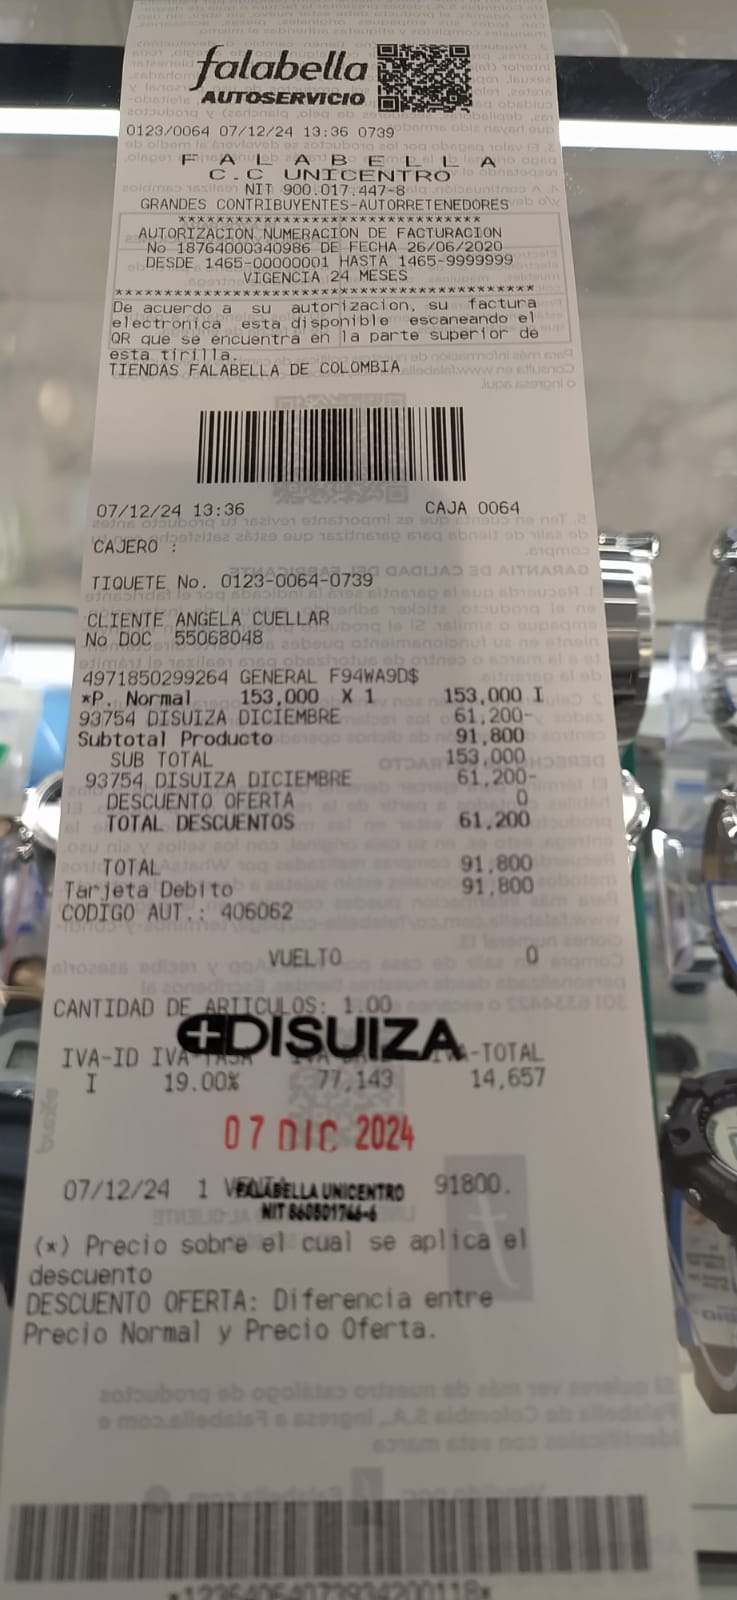 falabella
AUTOSERVICIO
0123/0064 07/12/24 13:36 0739
F A L A B E L L A
C.C UNICENTRO
NIT 900.017.447-8
GRANDES CONTRIBUYENTES-AUTORRETENEDORES
*************************************
AUTORIZACION NUMERACION DE FACTURACION
No 18764000340986 DE FECHA 26/06/2020
DESDE 1465-00000001 HASTA 1465-9999999
VIGENCIA 24 MESES
***************************************************
De acuerdo a su autorizacion, su factura
electronica esta disponible escaneando el
QR que se encuentra en la parte superior de
esta tirilla.
TIENDAS FALABELLA DE COLOMBIA
07/12/24 13:36 CAJA 0064
CAJERO :
TIQUETE No. 0123-0064-0739
CLIENTE ANGELA CUELLAR
No DOC 55068048
4971850299264 GENERAL F94WA9D$
*P. Normal 153,000 X 1 153,000 I
93754 DISUIZA DICIEMBRE 61,200-
Subtotal Producto 91,800
SUB TOTAL 153,000
93754 DISUIZA DICIEMBRE 61,200-
DESCUENTO OFERTA 0
TOTAL DESCUENTOS 61,200
TOTAL 91,800
Tarjeta Debito 91,800
CODIGO AUT.: 406062
VUELTO 0
CANTIDAD DE ARTICULOS: 1.00
DISUIZA
IVA-ID IVA-TASA IVA-BASE IVA-TOTAL
I 19.00% 77,143 14,657
07 DIC 2024
07/12/24 1 VENTA 91800.
FALABELLA UNICENTRO
NIT 860501766-6
(*) Precio sobre el cual se aplica el
descuento
DESCUENTO OFERTA: Diferencia entre
Precio Normal y Precio Oferta.